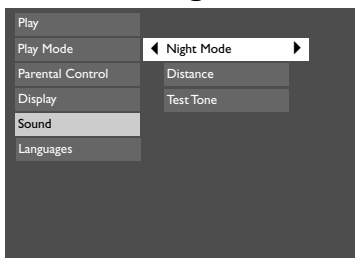 Play
Play Mode
Parental Control
Display
Sound
Languages
Night Mode
Distance
Test Tone